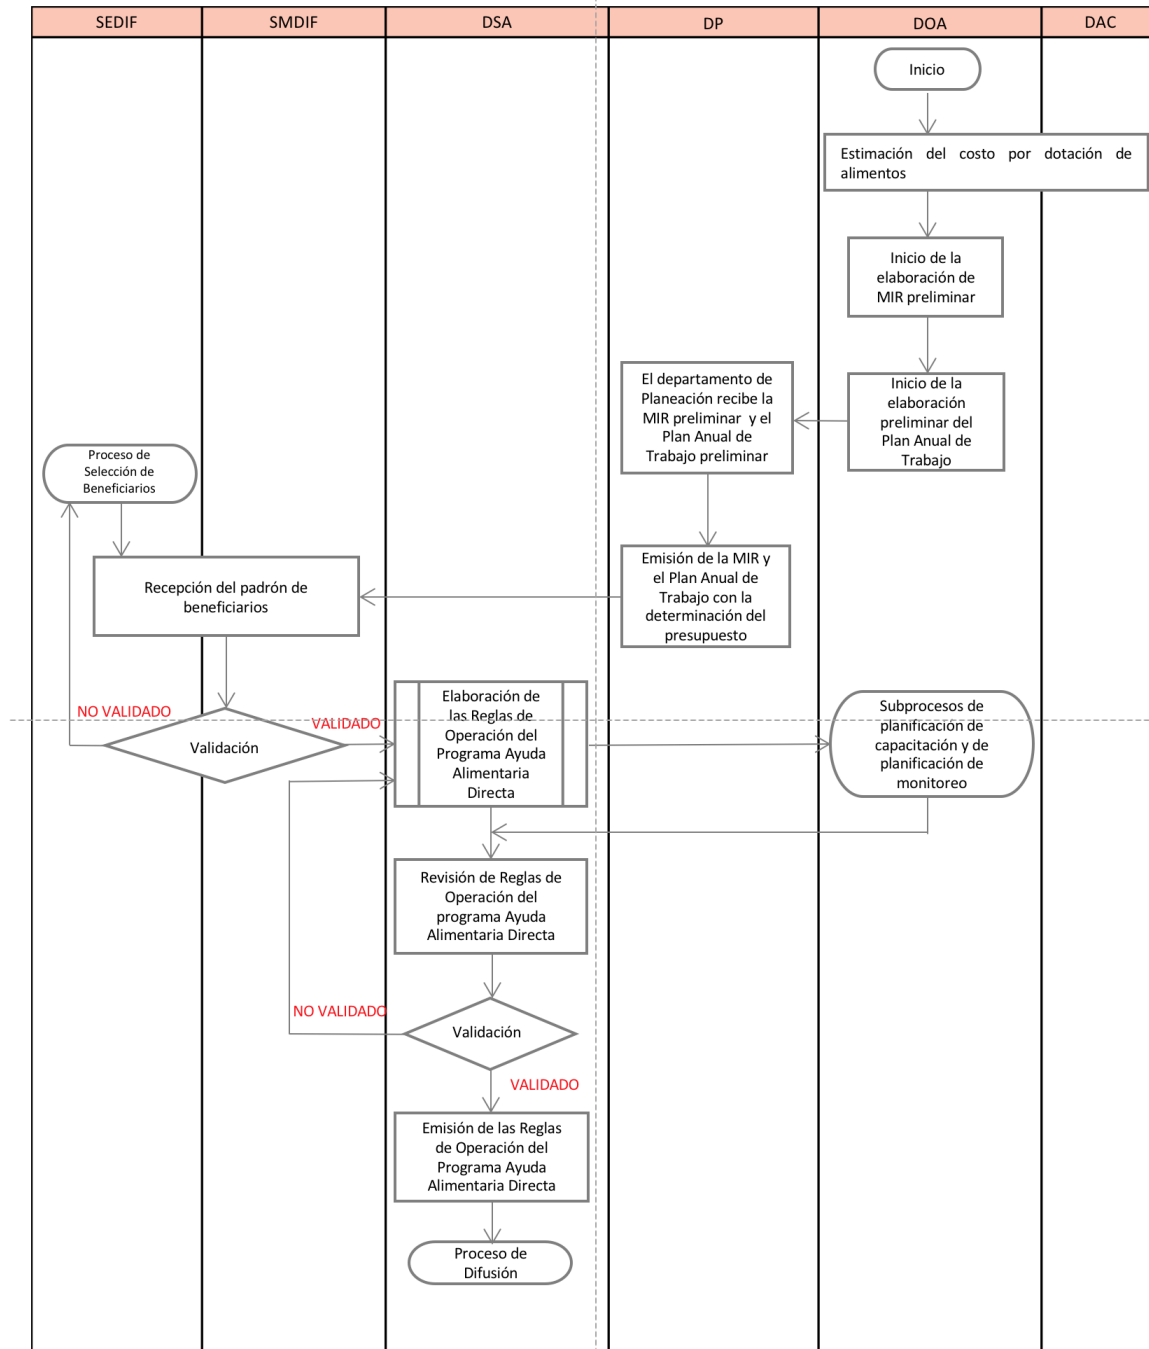 SEDIF
SMDIF
DSA
DP
DOA
DAC
Inicio
Estimación del costo por dotación de
alimentos
Inicio de la
elaboración de
MIR preliminar
Inicio de la
elaboración
preliminar del
Plan Anual de
Trabajo
El departamento de
Planeación recibe la
MIR preliminar y el
Plan Anual de
Trabajo preliminar
Proceso de
Selección de
Beneficiarios
Emisión de la MIR y
el Plan Anual de
Trabajo con la
determinación del
presupuesto
Recepción del padrón de
beneficiarios
NO VALIDADO
Validación
VALIDADO
Elaboración de
las Reglas de
Operación del
Programa Ayuda
Alimentaria
Directa
Subprocesos de
planificación de
capacitación y de
planificación de
monitoreo
Revisión de Reglas de
Operación del
programa Ayuda
Alimentaria Directa
NO VALIDADO
Validación
VALIDADO
Emisión de las Reglas
de Operación del
Programa Ayuda
Alimentaria Directa
Proceso de
Difusión